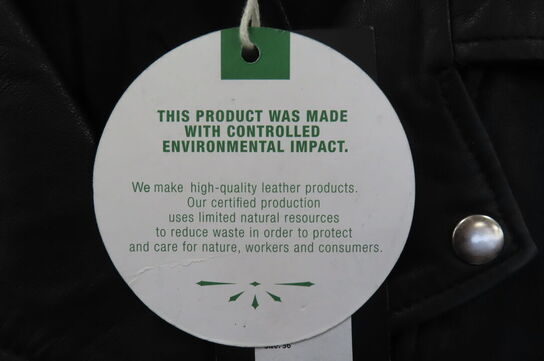 THIS PRODUCT WAS MADE
WITH CONTROLLED
ENVIRONMENTAL IMPACT.
We make high-quality leather products.
Our certified production
uses limited natural resources
to reduce waste in order to protect
and care for nature, workers and consumers.